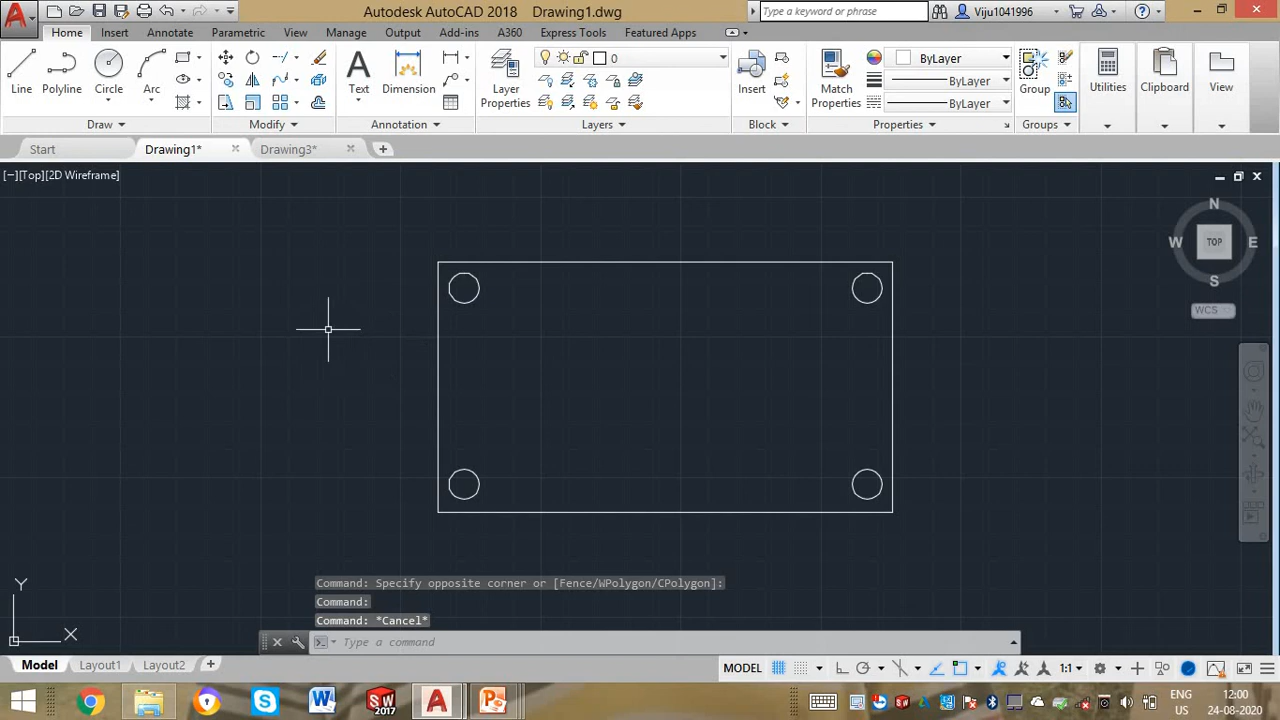 Autodesk AutoCAD 2018 Drawing1.dwg
Type a keyword or phrase
Viju1041996
Home Insert Annotate Parametric View Manage Output Add-ins A360 Express Tools Featured Apps
0
ByLayer
ByLayer
ByLayer
Line Polyline Circle Arc Text Dimension Layer Properties Insert Match Properties Group Utilities Clipboard View
Draw Modify Annotation Layers Block Properties Groups
Start Drawing1* Drawing3*
[−][Top][2D Wireframe]
N
W TOP E
S
WCS
Command: Specify opposite corner or [Fence/WPolygon/CPolygon]:
Command:
Command: *Cancel*
Y
X
Type a command
Model Layout1 Layout2 +
MODEL 1:1
2017
ENG 12:00
US 24-08-2020